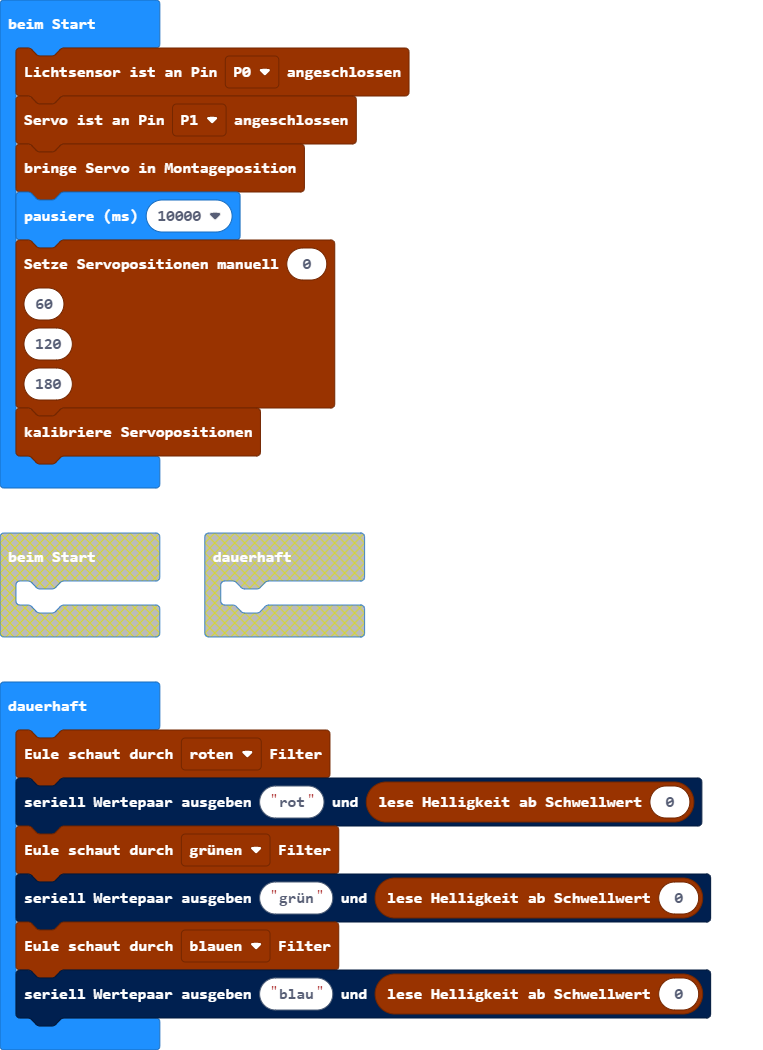 beim Start
Lichtsensor ist an Pin P0 angeschlossen
Servo ist an Pin P1 angeschlossen
bringe Servo in Montageposition
pausiere (ms) 10000
Setze Servopositionen manuell 0
60
120
180
kalibriere Servopositionen
beim Start
dauerhaft
dauerhaft
Eule schaut durch roten Filter
seriell Wertepaar ausgeben "rot" und lese Helligkeit ab Schwellwert 0
Eule schaut durch grünen Filter
seriell Wertepaar ausgeben "grün" und lese Helligkeit ab Schwellwert 0
Eule schaut durch blauen Filter
seriell Wertepaar ausgeben "blau" und lese Helligkeit ab Schwellwert 0